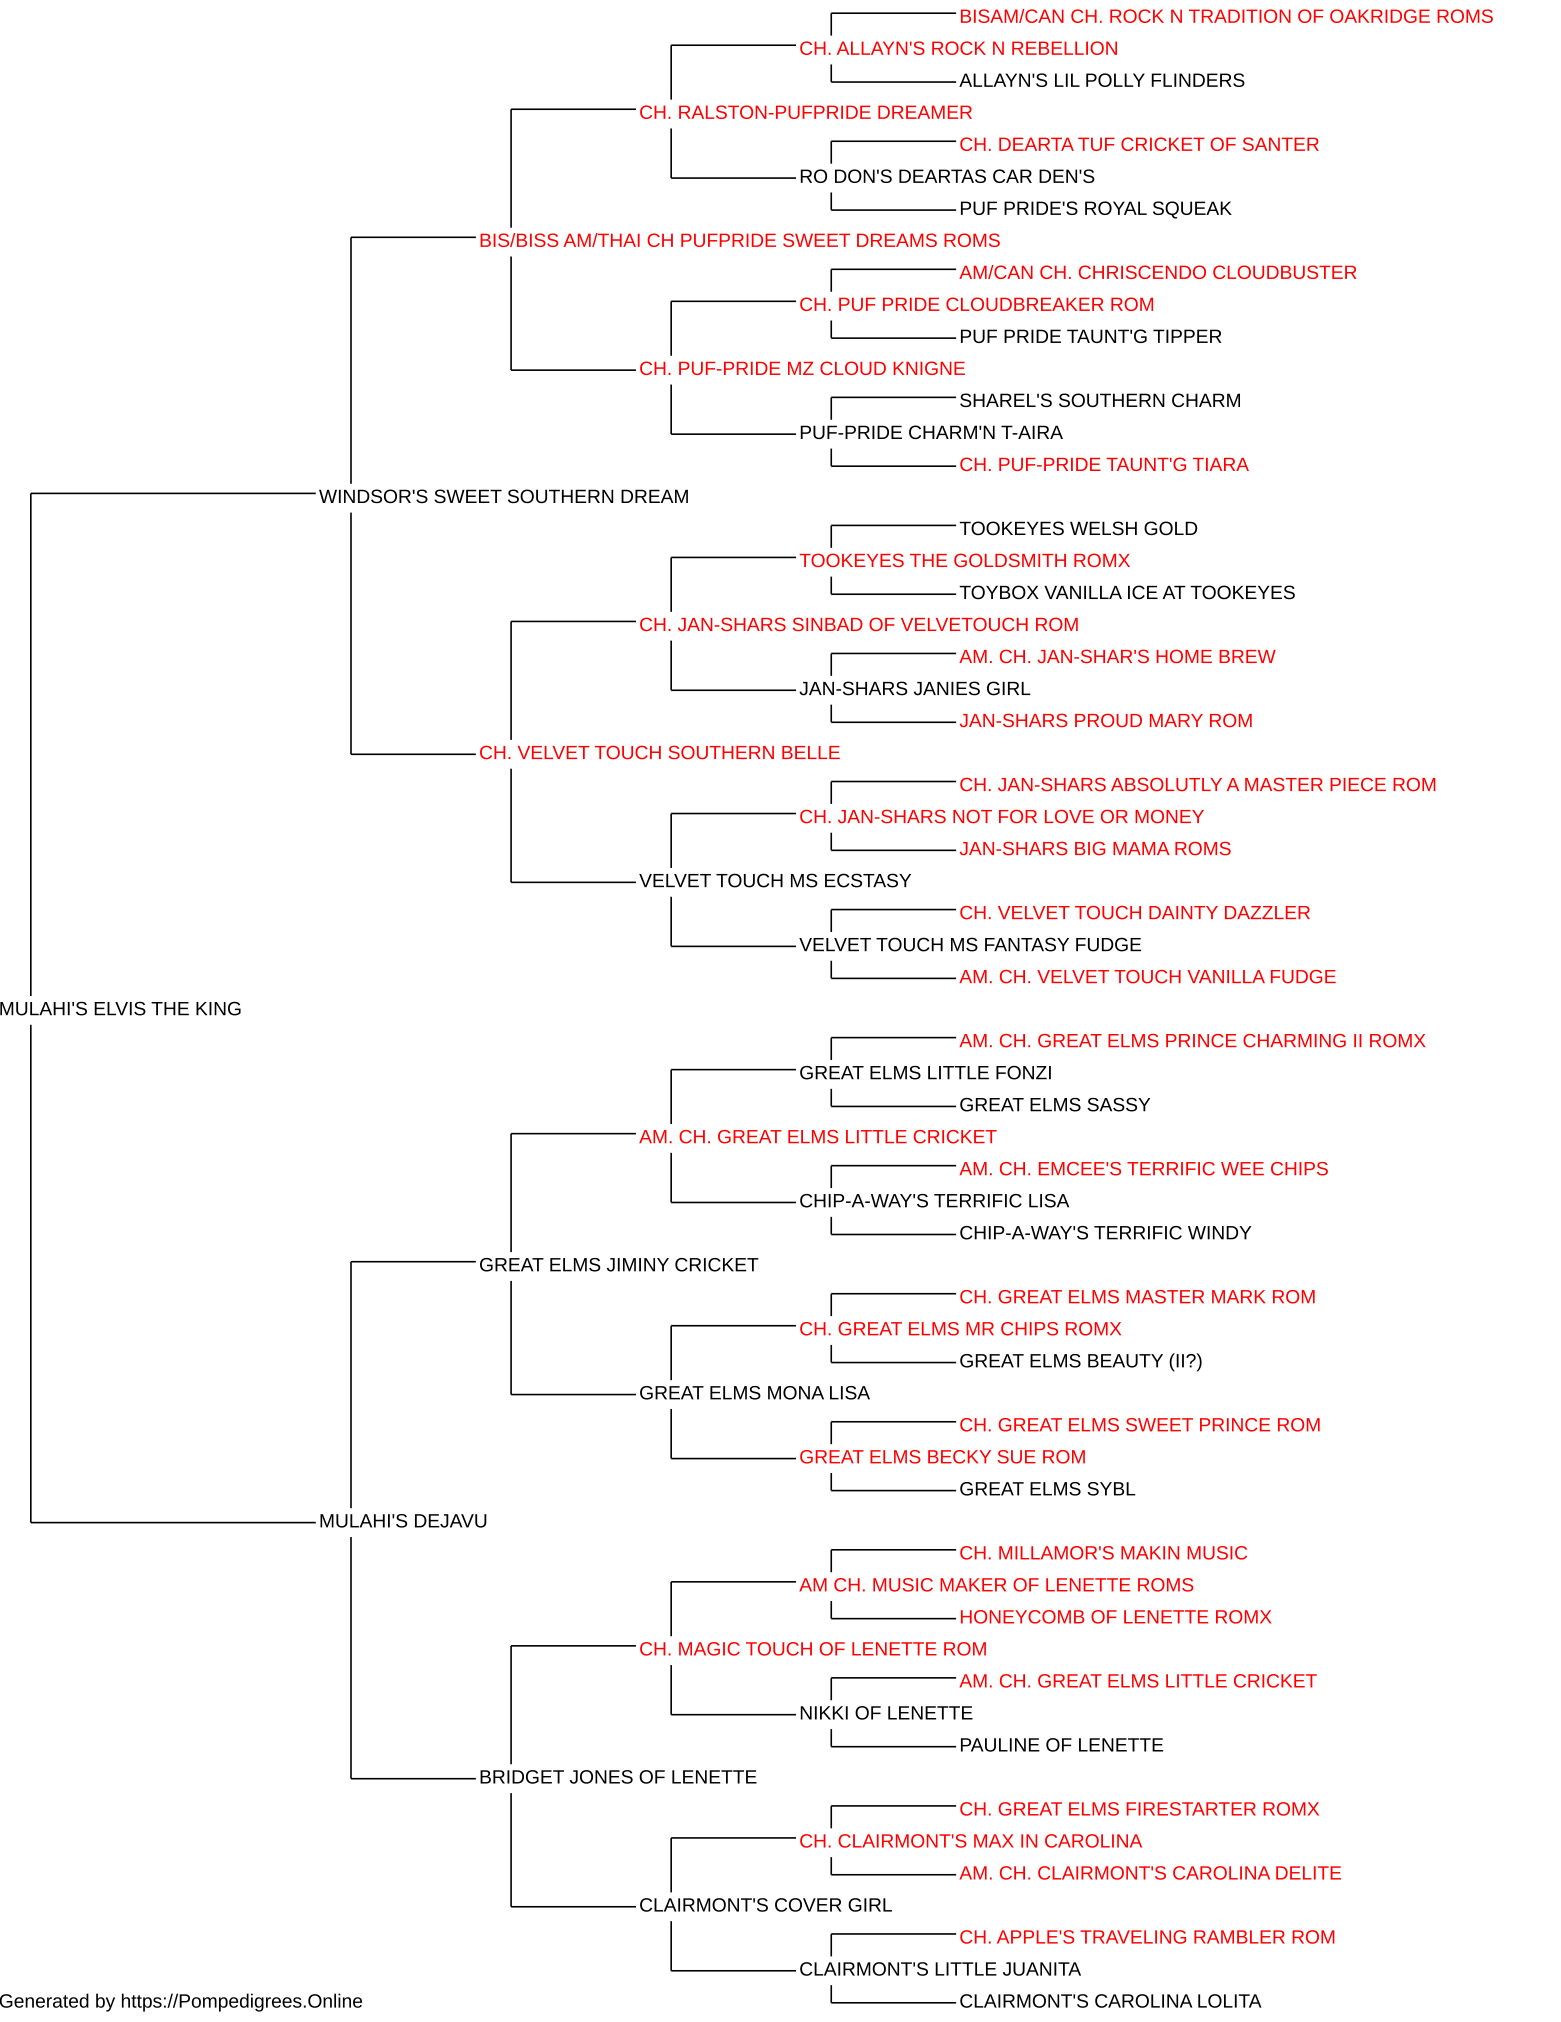 BISAM/CAN CH. ROCK N TRADITION OF OAKRIDGE ROMS
CH. ALLAYN'S ROCK N REBELLION
ALLAYN'S LIL POLLY FLINDERS
CH. RALSTON-PUFPRIDE DREAMER
CH. DEARTA TUF CRICKET OF SANTER
RO DON'S DEARTAS CAR DEN'S
PUF PRIDE'S ROYAL SQUEAK
BIS/BISS AM/THAI CH PUFPRIDE SWEET DREAMS ROMS
AM/CAN CH. CHRISCENDO CLOUDBUSTER
CH. PUF PRIDE CLOUDBREAKER ROM
PUF PRIDE TAUNT'G TIPPER
CH. PUF-PRIDE MZ CLOUD KNIGNE
SHAREL'S SOUTHERN CHARM
PUF-PRIDE CHARM'N T-AIRA
CH. PUF-PRIDE TAUNT'G TIARA
WINDSOR'S SWEET SOUTHERN DREAM
TOOKEYES WELSH GOLD
TOOKEYES THE GOLDSMITH ROMX
TOYBOX VANILLA ICE AT TOOKEYES
CH. JAN-SHARS SINBAD OF VELVETOUCH ROM
AM. CH. JAN-SHAR'S HOME BREW
JAN-SHARS JANIES GIRL
JAN-SHARS PROUD MARY ROM
CH. VELVET TOUCH SOUTHERN BELLE
CH. JAN-SHARS ABSOLUTLY A MASTER PIECE ROM
CH. JAN-SHARS NOT FOR LOVE OR MONEY
JAN-SHARS BIG MAMA ROMS
VELVET TOUCH MS ECSTASY
CH. VELVET TOUCH DAINTY DAZZLER
VELVET TOUCH MS FANTASY FUDGE
AM. CH. VELVET TOUCH VANILLA FUDGE
MULAHI'S ELVIS THE KING
AM. CH. GREAT ELMS PRINCE CHARMING II ROMX
GREAT ELMS LITTLE FONZI
GREAT ELMS SASSY
AM. CH. GREAT ELMS LITTLE CRICKET
AM. CH. EMCEE'S TERRIFIC WEE CHIPS
CHIP-A-WAY'S TERRIFIC LISA
CHIP-A-WAY'S TERRIFIC WINDY
GREAT ELMS JIMINY CRICKET
CH. GREAT ELMS MASTER MARK ROM
CH. GREAT ELMS MR CHIPS ROMX
GREAT ELMS BEAUTY (II?)
GREAT ELMS MONA LISA
CH. GREAT ELMS SWEET PRINCE ROM
GREAT ELMS BECKY SUE ROM
GREAT ELMS SYBL
MULAHI'S DEJAVU
CH. MILLAMOR'S MAKIN MUSIC
AM CH. MUSIC MAKER OF LENETTE ROMS
HONEYCOMB OF LENETTE ROMX
CH. MAGIC TOUCH OF LENETTE ROM
AM. CH. GREAT ELMS LITTLE CRICKET
NIKKI OF LENETTE
PAULINE OF LENETTE
BRIDGET JONES OF LENETTE
CH. GREAT ELMS FIRESTARTER ROMX
CH. CLAIRMONT'S MAX IN CAROLINA
AM. CH. CLAIRMONT'S CAROLINA DELITE
CLAIRMONT'S COVER GIRL
CH. APPLE'S TRAVELING RAMBLER ROM
CLAIRMONT'S LITTLE JUANITA
CLAIRMONT'S CAROLINA LOLITA
Generated by https://Pompedigrees.Online